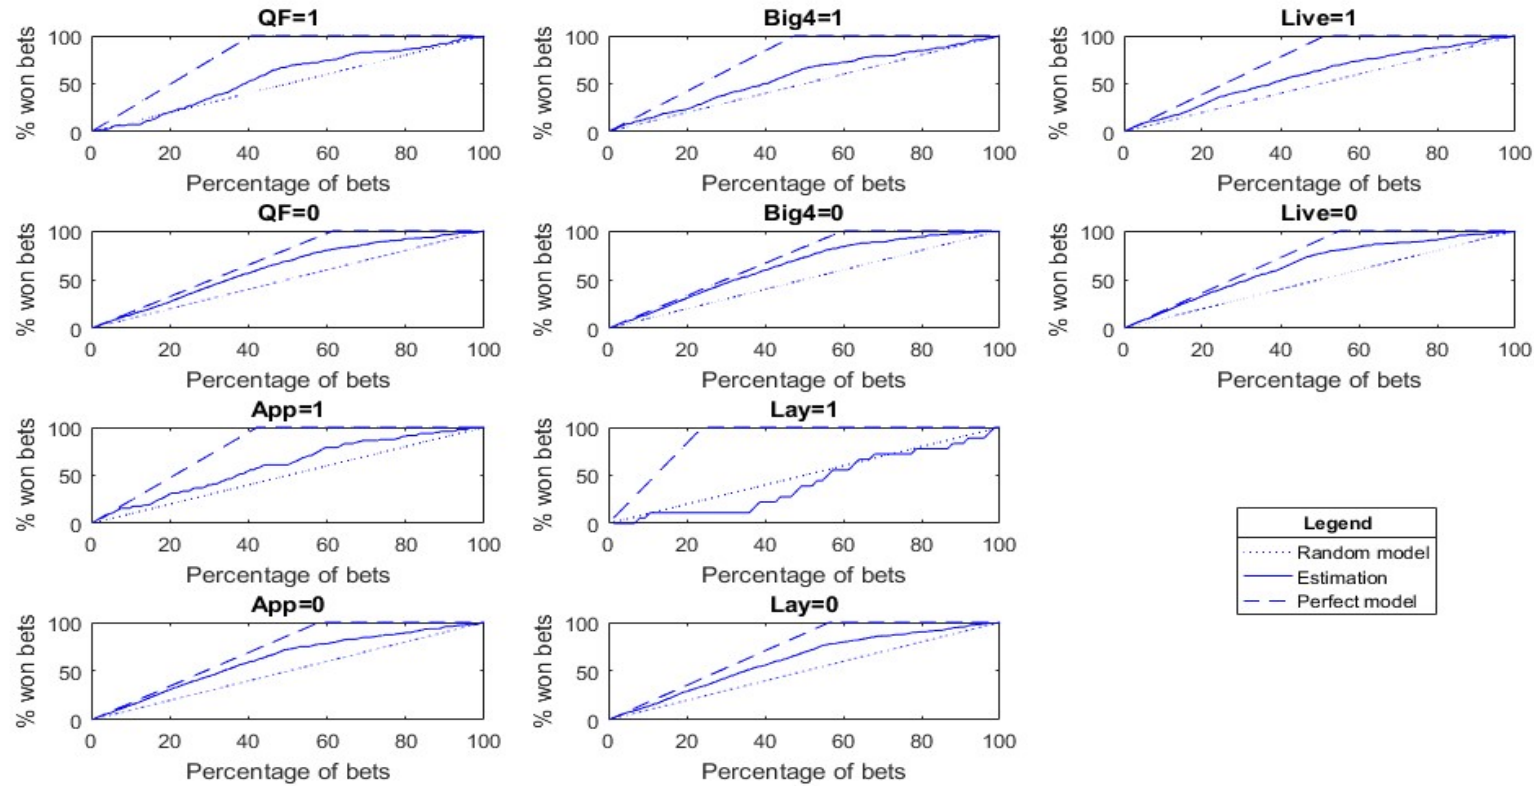 QF=1
% won bets
100
50
0
0 20 40 60 80 100
Percentage of bets
Big4=1
% won bets
100
50
0
0 20 40 60 80 100
Percentage of bets
Live=1
% won bets
100
50
0
0 20 40 60 80 100
Percentage of bets
QF=0
% won bets
100
50
0
0 20 40 60 80 100
Percentage of bets
Big4=0
% won bets
100
50
0
0 20 40 60 80 100
Percentage of bets
Live=0
% won bets
100
50
0
0 20 40 60 80 100
Percentage of bets
App=1
% won bets
100
50
0
0 20 40 60 80 100
Percentage of bets
Lay=1
% won bets
100
50
0
0 20 40 60 80 100
Percentage of bets
Legend
Random model
Estimation
Perfect model
App=0
% won bets
100
50
0
0 20 40 60 80 100
Percentage of bets
Lay=0
% won bets
100
50
0
0 20 40 60 80 100
Percentage of bets